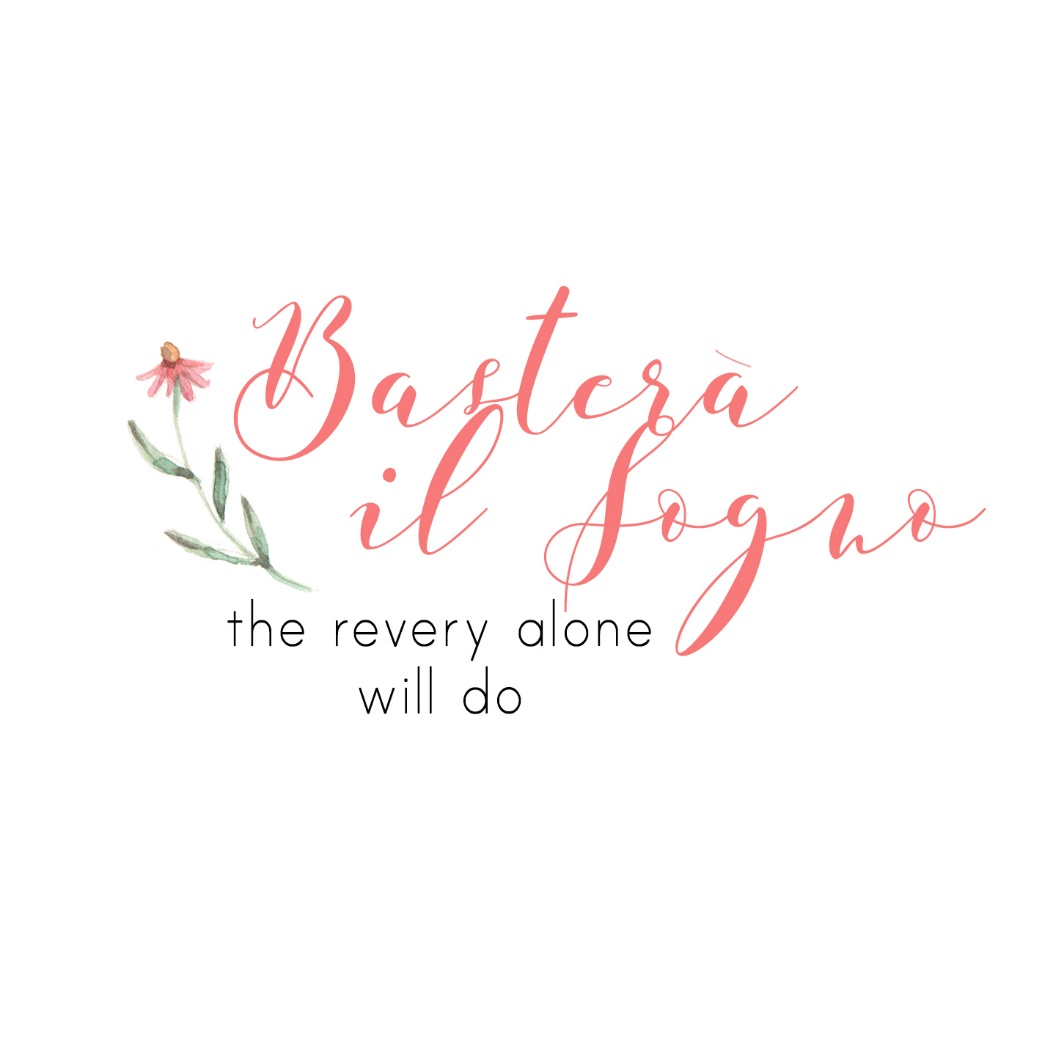 Basterà
il Sogno
the revery alone
will do